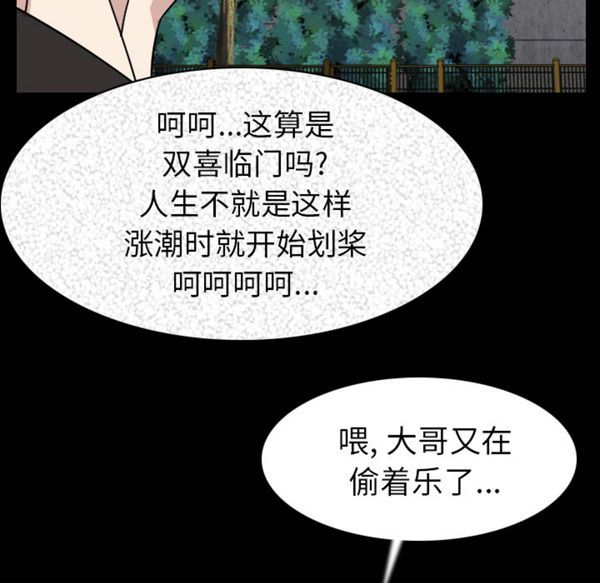 呵呵...这算是
双喜临门吗?
人生不就是这样
涨潮时就开始划桨
呵呵呵呵...
喂, 大哥又在
偷着乐了...